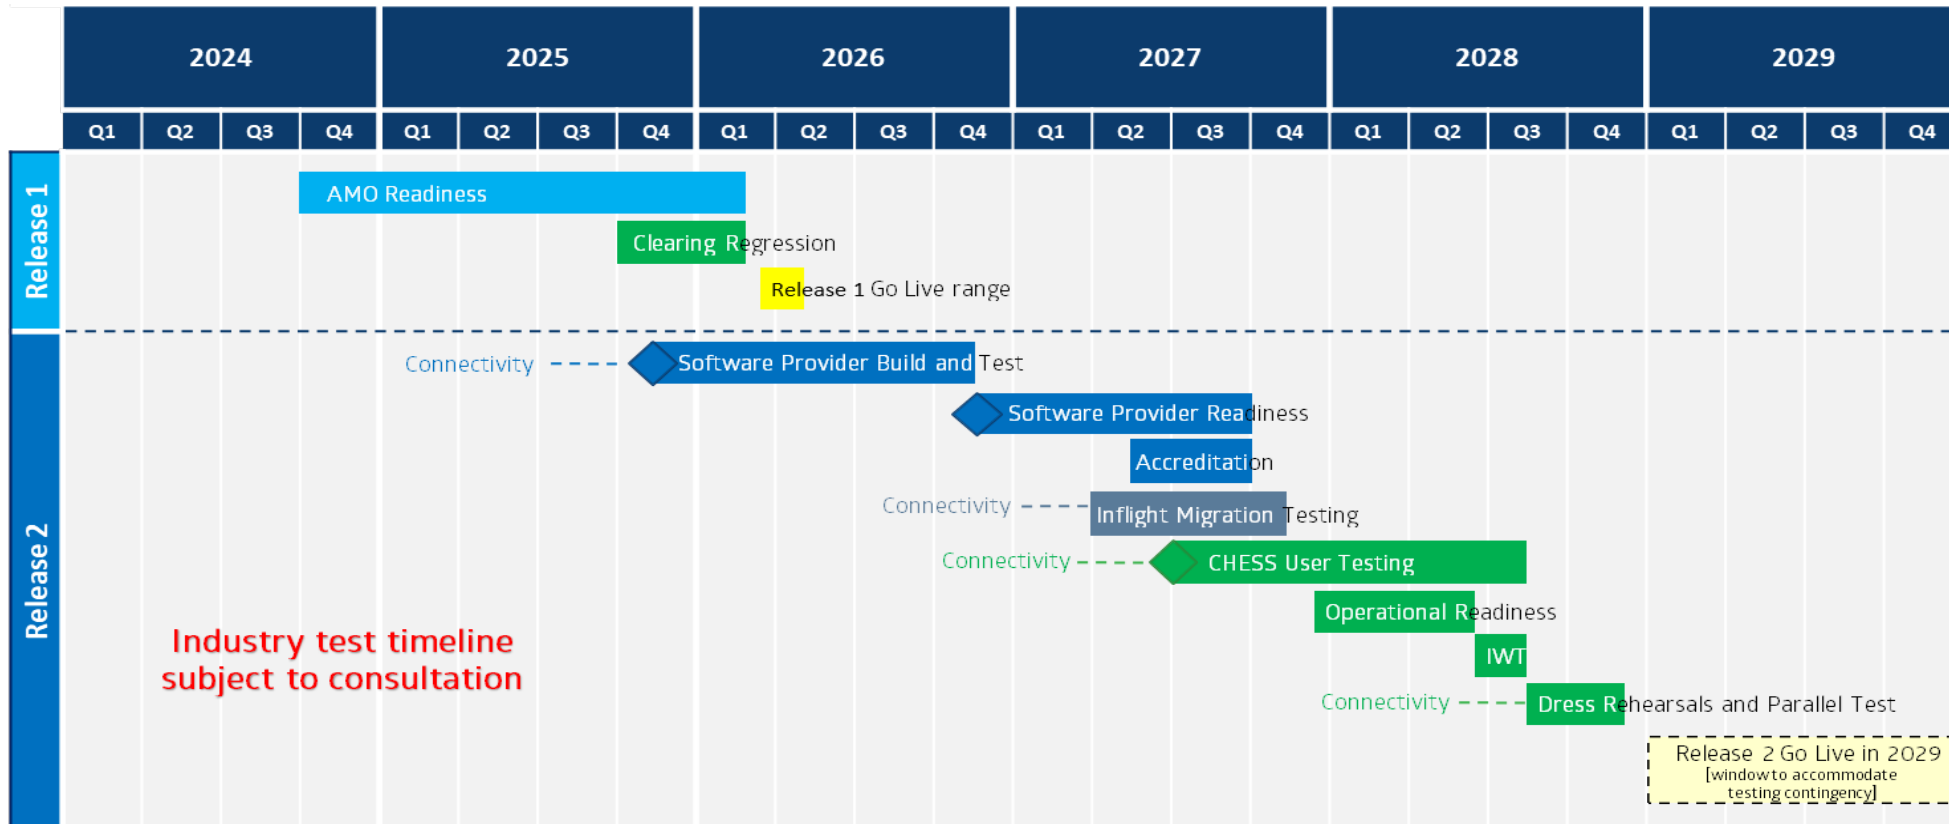 2024 2025 2026 2027 2028 2029
Q1 Q2 Q3 Q4 Q1 Q2 Q3 Q4 Q1 Q2 Q3 Q4 Q1 Q2 Q3 Q4 Q1 Q2 Q3 Q4 Q1 Q2 Q3 Q4
Release 1
AMO Readiness
Clearing Regression
Release 1 Go Live range
Release 2
Connectivity Software Provider Build and Test
Software Provider Readiness
Accreditation
Connectivity Inflight Migration Testing
Connectivity CHESS User Testing
Operational Readiness
Industry test timeline
subject to consultation
IWT
Connectivity Dress Rehearsals and Parallel Test
Release 2 Go Live in 2029
[window to accommodate
testing contingency]